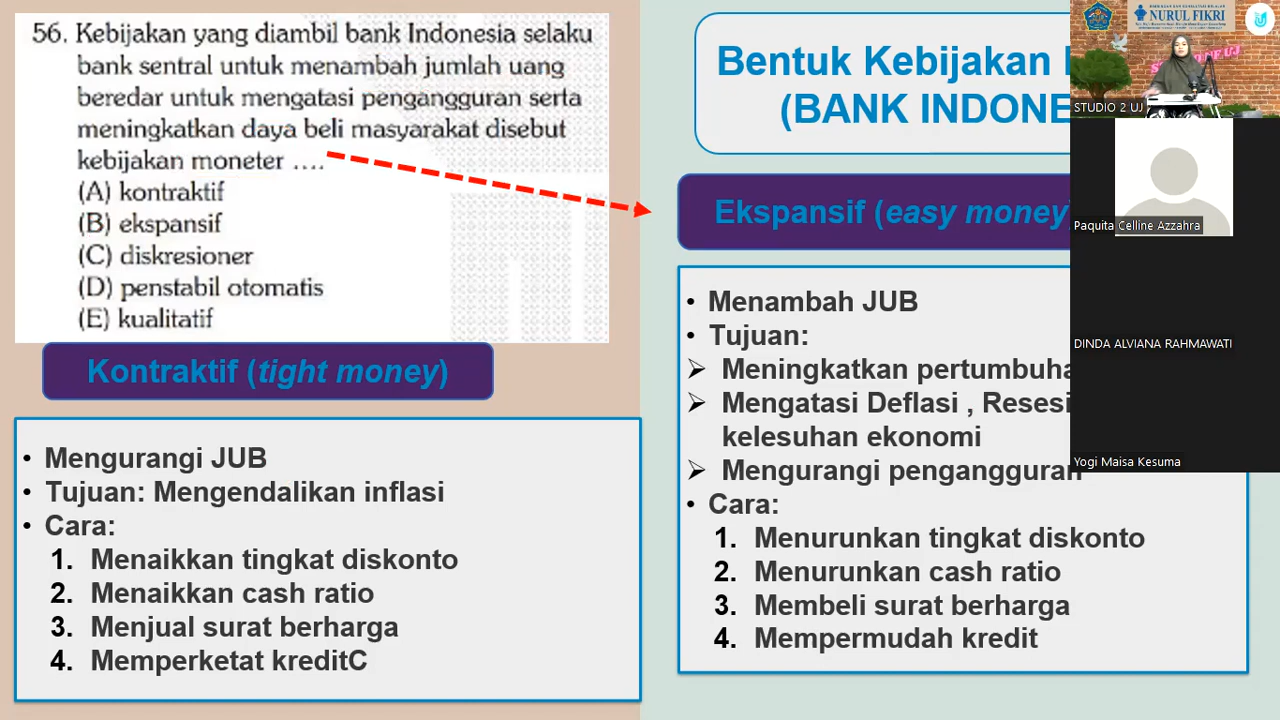 56. Kebijakan yang diambil bank Indonesia selaku
bank sentral untuk menambah jumlah uang
beredar untuk mengatasi pengangguran serta
meningkatkan daya beli masyarakat disebut
kebijakan moneter ....
(A) kontraktif
(B) ekspansif
(C) diskresioner
(D) penstabil otomatis
(E) kualitatif
Kontraktif (tight money)
• Mengurangi JUB
• Tujuan: Mengendalikan inflasi
• Cara:
1. Menaikkan tingkat diskonto
2. Menaikkan cash ratio
3. Menjual surat berharga
4. Memperketat kreditC
Bentuk Kebijakan
(BANK INDONE
Ekspansif (easy money)
• Menambah JUB
• Tujuan:
➢ Meningkatkan pertumbuha
➢ Mengatasi Deflasi , Resesi
kelesuhan ekonomi
➢ Mengurangi pengangguran
• Cara:
1. Menurunkan tingkat diskonto
2. Menurunkan cash ratio
3. Membeli surat berharga
4. Mempermudah kredit
NURUL FIKRI
STUDIO 2 UJ
Paquita Celline Azzahra
DINDA ALVIANA RAHMAWATI
Yogi Maisa Kesuma